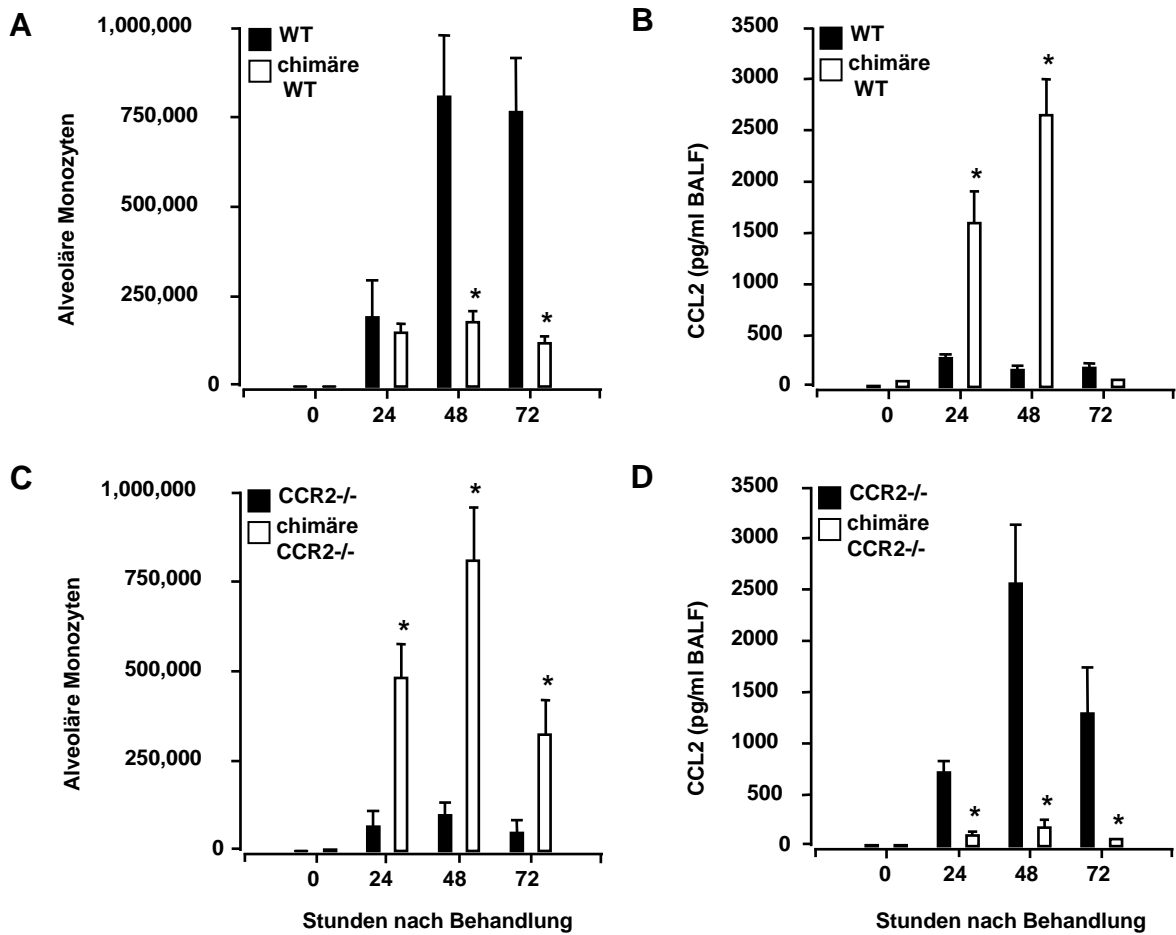 A
Alveoläre Monozyten
1,000,000
750,000
500,000
250,000
0
WT
chimäre
WT
*
*
0 24 48 72
B
CCL2 (pg/ml BALF)
3500
3000
2500
2000
1500
500
0
WT
chimäre
WT
*
*
0 24 48 72
C
Alveoläre Monozyten
1,000,000
750,000
500,000
250,000
0
CCR2-/-
chimäre
CCR2-/-
*
*
*
0 24 48 72
Stunden nach Behandlung
D
CCL2 (pg/ml BALF)
3500
3000
2500
2000
1500
1000
500
0
CCR2-/-
chimäre
CCR2-/-
*
*
*
0 24 48 72
Stunden nach Behandlung